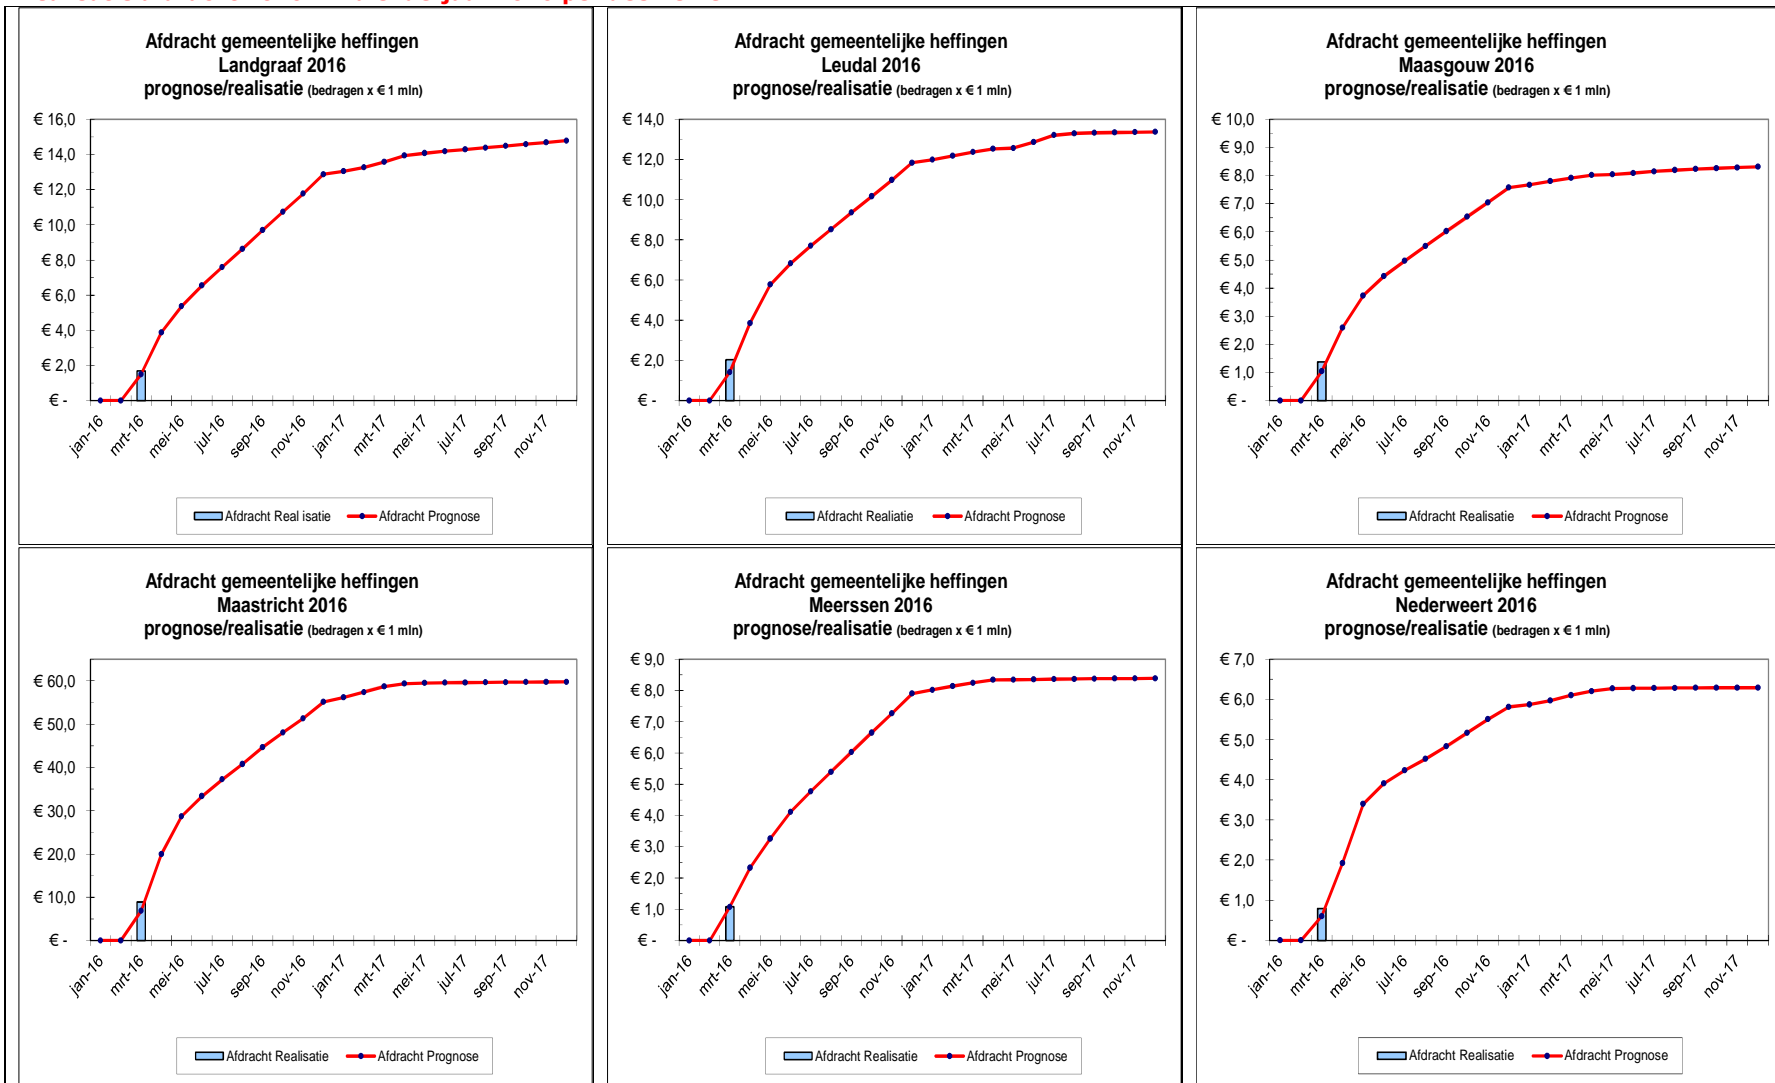 Afdracht gemeentelijke heffingen
Landgraaf 2016
prognose/realisatie (bedragen x € 1 mln)
€ 16,0
€ 14,0
€ 12,0
€ 10,0
€ 8,0
€ 6,0
€ 4,0
€ 2,0
€ -
jan-16 mrt-16 mei-16 jul-16 sep-16 nov-16 jan-17 mrt-17 mei-17 jul-17 sep-17 nov-17
Afdracht Real isatie Afdracht Prognose
Afdracht gemeentelijke heffingen
Leudal 2016
prognose/realisatie (bedragen x € 1 mln)
€ 14,0
€ 12,0
€ 10,0
€ 8,0
€ 6,0
€ 4,0
€ 2,0
€ -
jan-16 mrt-16 mei-16 jul-16 sep-16 nov-16 jan-17 mrt-17 mei-17 jul-17 sep-17 nov-17
Afdracht Realiatie Afdracht Prognose
Afdracht gemeentelijke heffingen
Maasgouw 2016
prognose/realisatie (bedragen x € 1 mln)
€ 10,0
€ 9,0
€ 8,0
€ 7,0
€ 6,0
€ 5,0
€ 4,0
€ 3,0
€ 2,0
€ 1,0
€ -
jan-16 mrt-16 mei-16 jul-16 sep-16 nov-16 jan-17 mrt-17 mei-17 jul-17 sep-17 nov-17
Afdracht Realisatie Afdracht Prognose
Afdracht gemeentelijke heffingen
Maastricht 2016
prognose/realisatie (bedragen x € 1 mln)
€ 60,0
€ 50,0
€ 40,0
€ 30,0
€ 20,0
€ 10,0
€ -
jan-16 mrt-16 mei-16 jul-16 sep-16 nov-16 jan-17 mrt-17 mei-17 jul-17 sep-17 nov-17
Afdracht Realisatie Afdracht Prognose
Afdracht gemeentelijke heffingen
Meerssen 2016
prognose/realisatie (bedragen x € 1 mln)
€ 9,0
€ 8,0
€ 7,0
€ 6,0
€ 5,0
€ 4,0
€ 3,0
€ 2,0
€ 1,0
€ -
jan-16 mrt-16 mei-16 jul-16 sep-16 nov-16 jan-17 mrt-17 mei-17 jul-17 sep-17 nov-17
Afdracht Realisatie Afdracht Prognose
Afdracht gemeentelijke heffingen
Nederweert 2016
prognose/realisatie (bedragen x € 1 mln)
€ 7,0
€ 6,0
€ 5,0
€ 4,0
€ 3,0
€ 2,0
€ 1,0
€ -
jan-16 mrt-16 mei-16 jul-16 sep-16 nov-16 jan-17 mrt-17 mei-17 jul-17 sep-17 nov-17
Afdracht Realisatie Afdracht Prognose